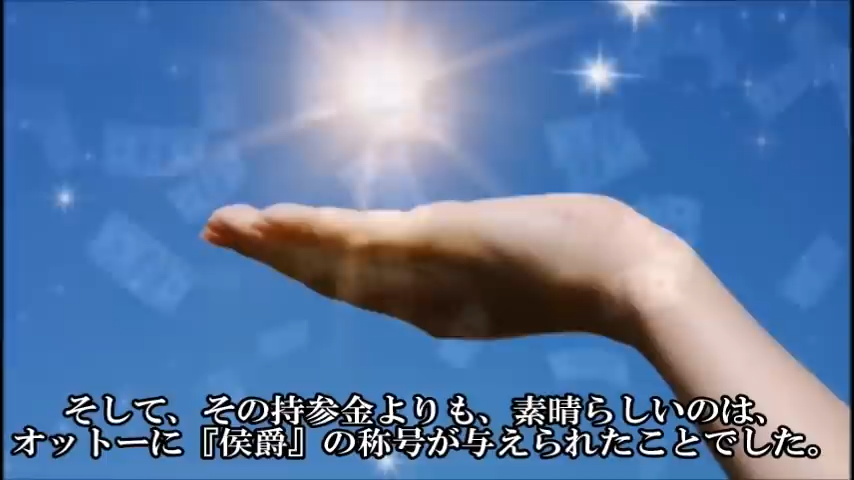 そして、その持参金よりも、素晴らしいのは、
オットーに『侯爵』の称号が与えられたことでした。